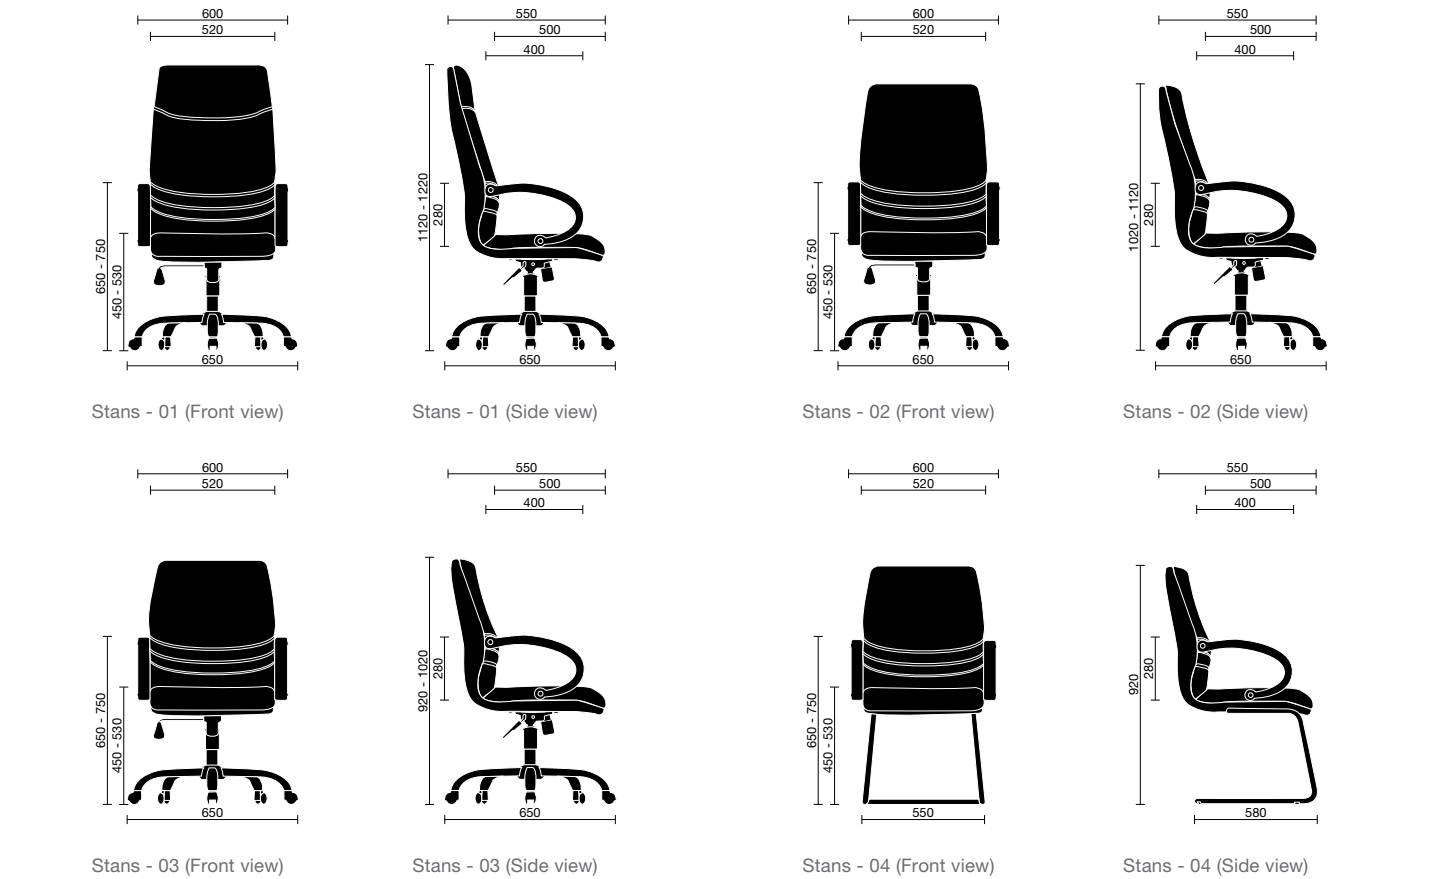 600
520
550
500
400
650 - 750
450 - 530
1120 - 1220
280
650
650
Stans - 01 (Front view)
Stans - 01 (Side view)
600
520
550
500
400
650 - 750
450 - 530
1020 - 1120
280
650
650
Stans - 02 (Front view)
Stans - 02 (Side view)
600
520
550
500
400
650 - 750
450 - 530
920 - 1020
280
650
650
Stans - 03 (Front view)
Stans - 03 (Side view)
600
520
550
500
400
650 - 750
450 - 530
920
280
550
580
Stans - 04 (Front view)
Stans - 04 (Side view)